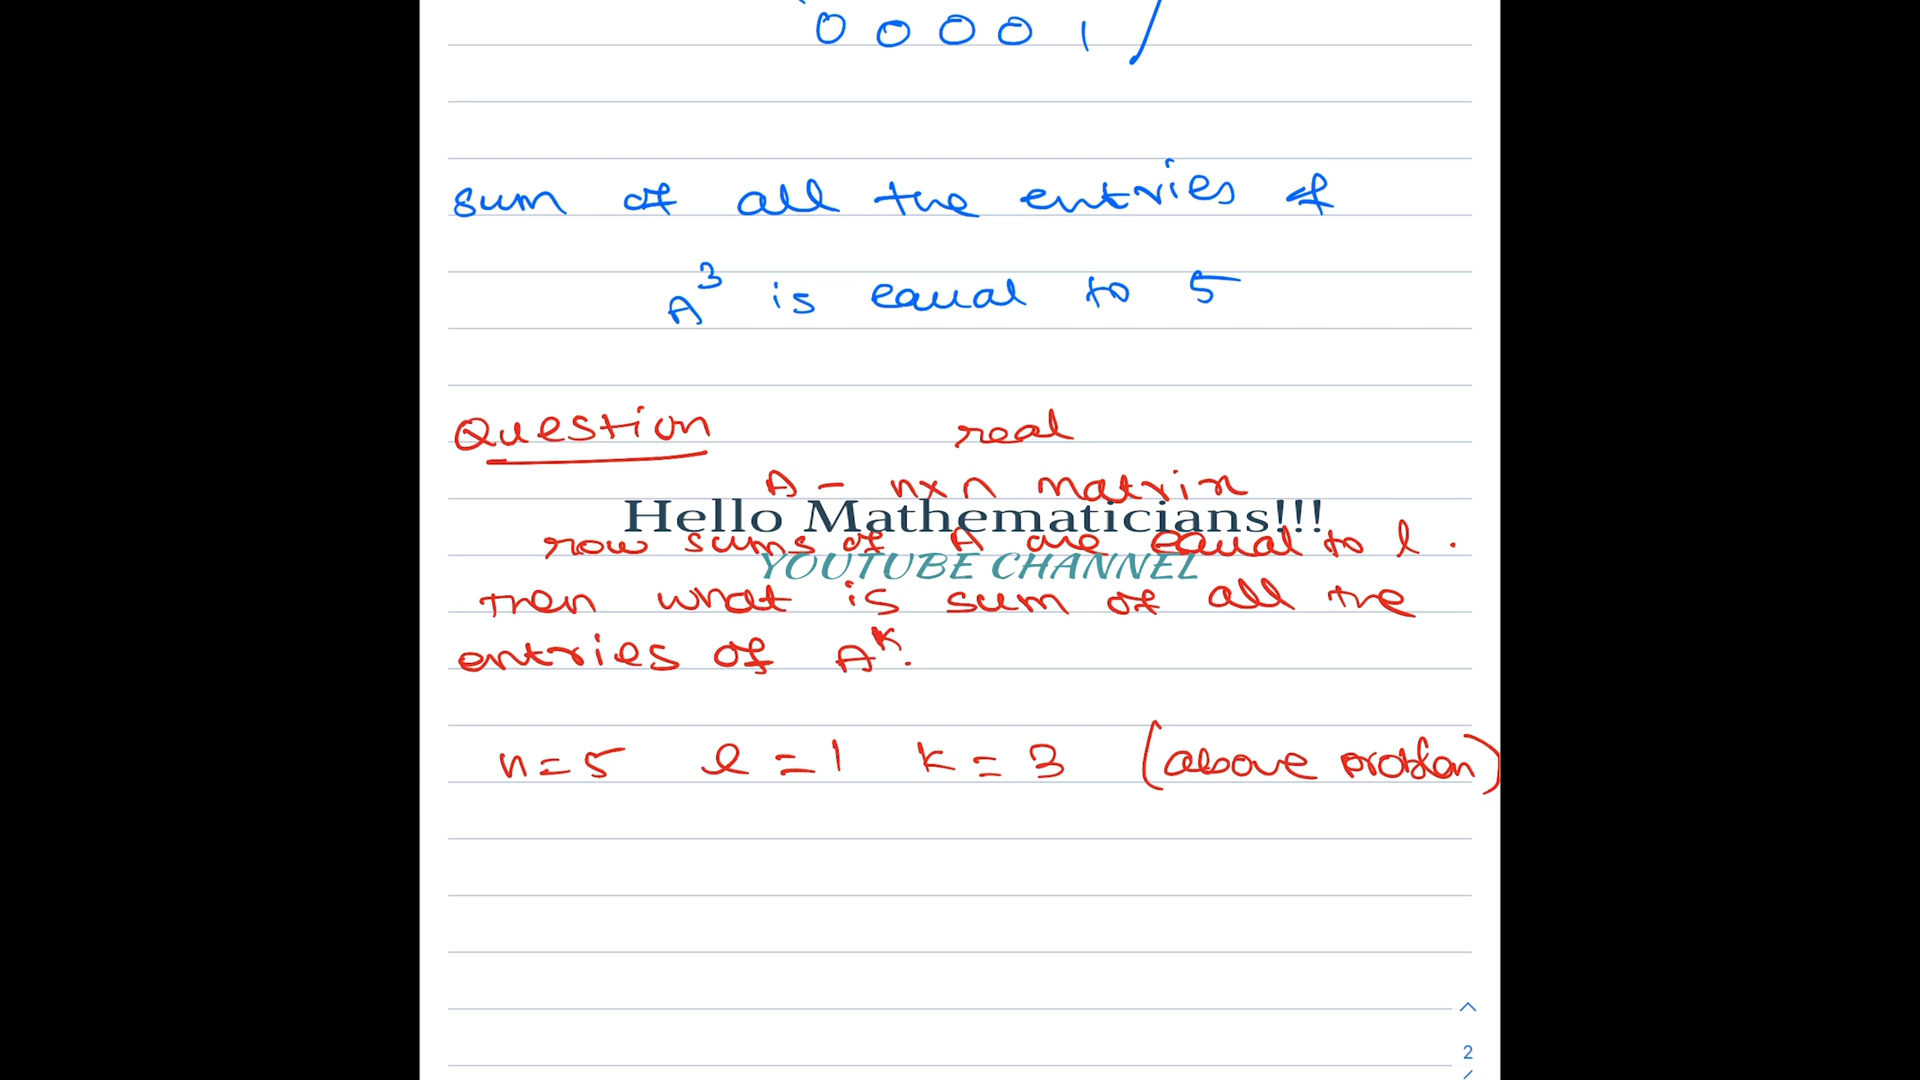 0 0 0 0 1
sum of all the entries of
A³ is equal to 5
Question real
A - n×n matrix
Hello Mathematicians!!!
row sums of A are equal to l.
YOUTUBE CHANNEL
Then what is sum of all the
entries of Aᴷ.
n=5 l=1 K=3 (above problem)
2